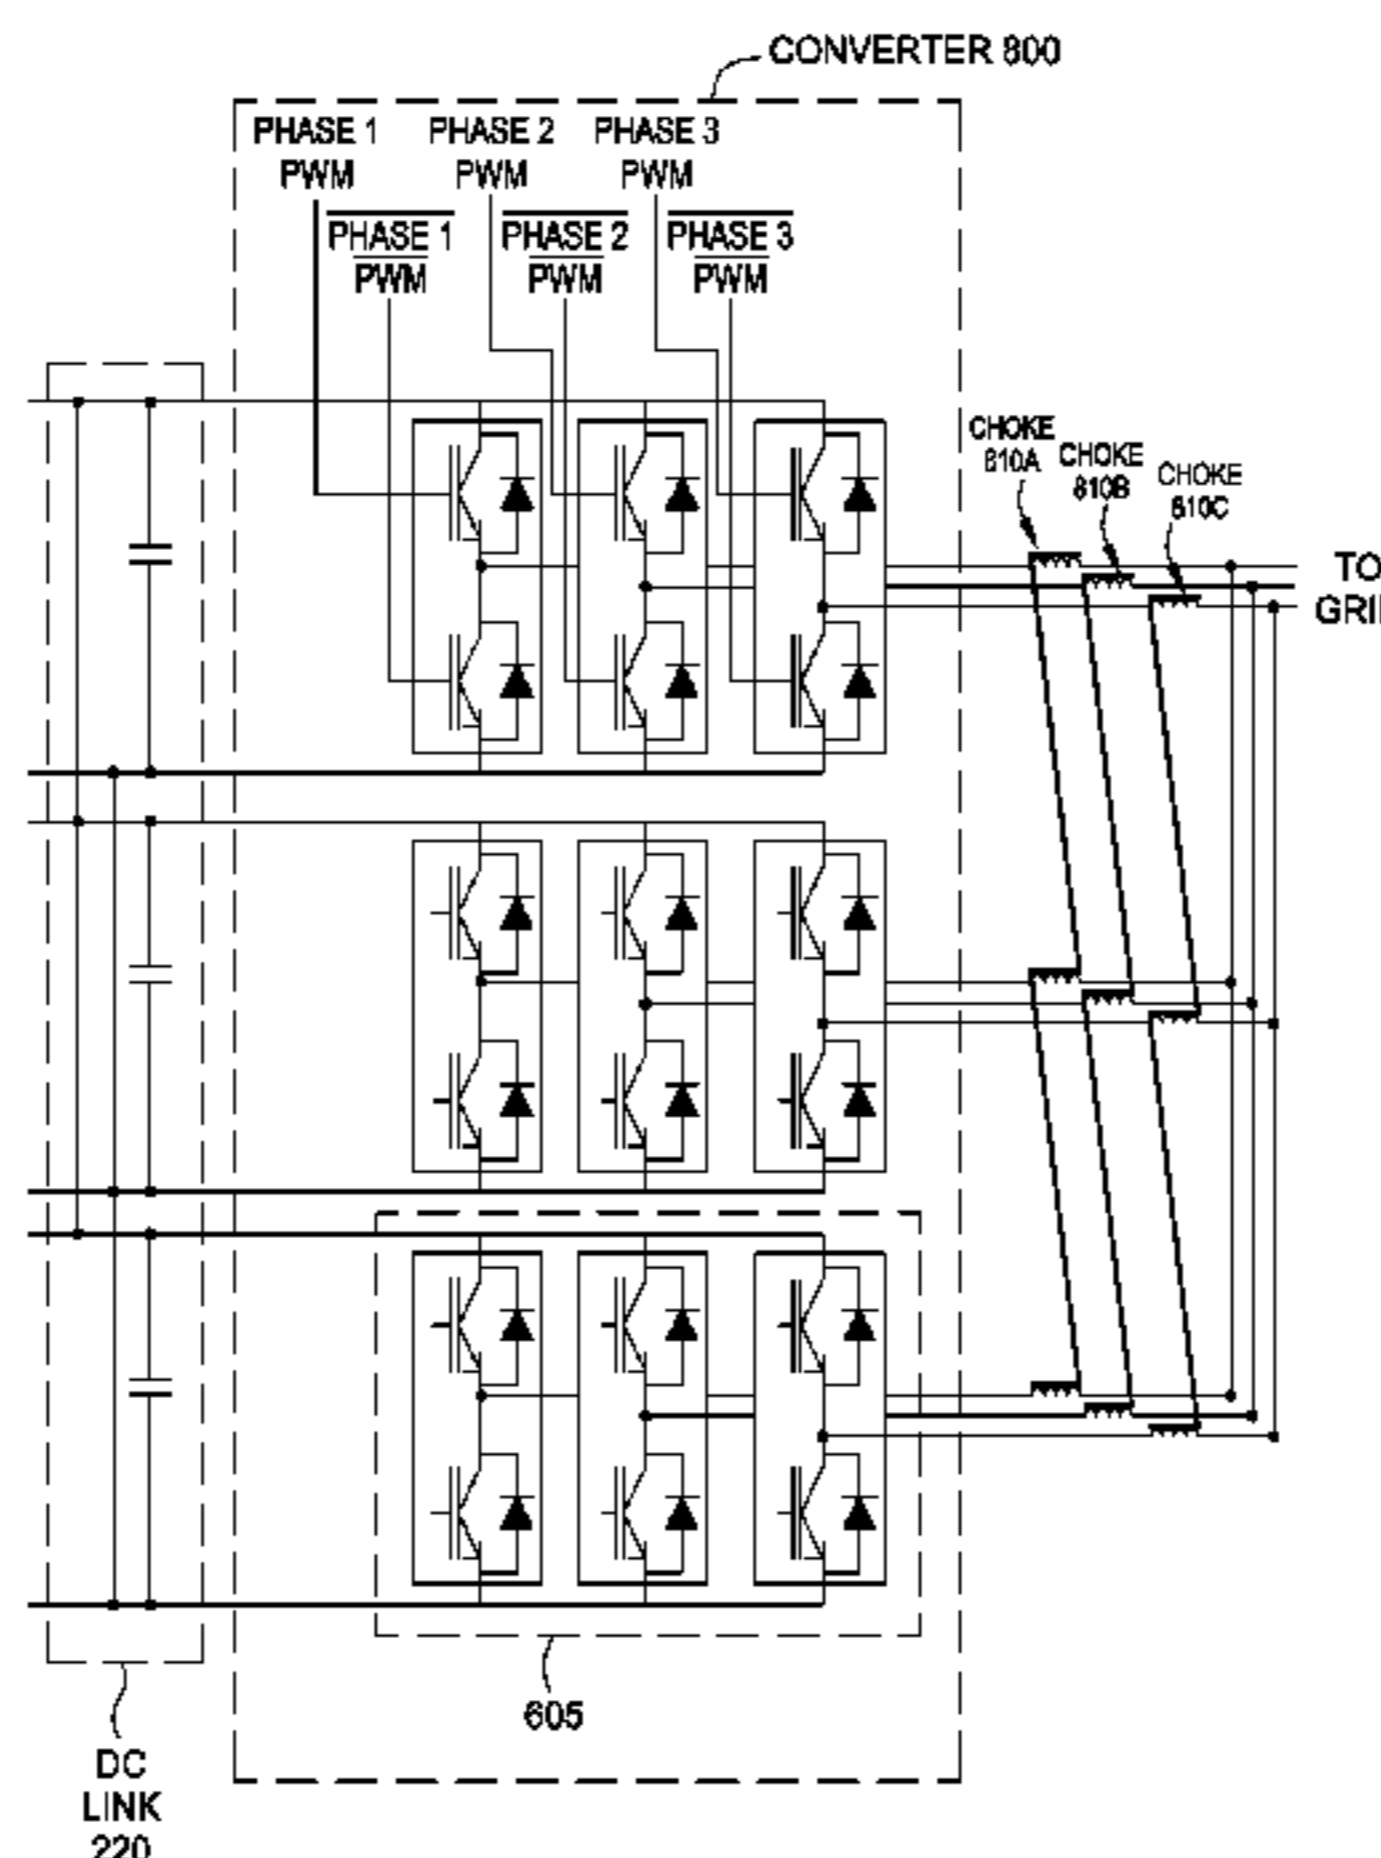 CONVERTER 800
PHASE 1
PWM
PHASE 2
PWM
PHASE 3
PWM
PHASE 1
PWM
PHASE 2
PWM
PHASE 3
PWM
CHOKE
810A
CHOKE
810B
CHOKE
810C
TO
605
DC
LINK
220